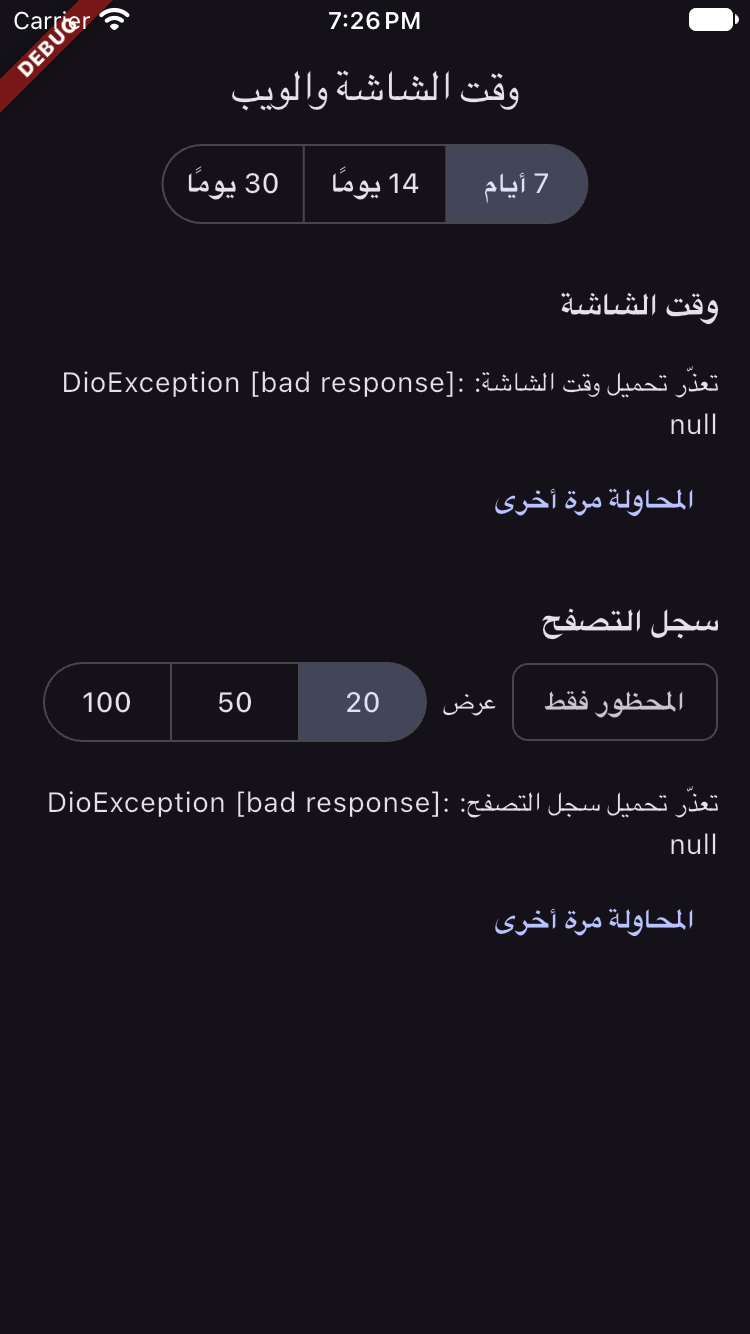 Carrier
7:26 PM
DEBUG
وقت الشاشة والويب
7 أيام
14 يومًا
30 يومًا
وقت الشاشة
تعذّر تحميل وقت الشاشة: DioException [bad response]:
null
المحاولة مرة أخرى
سجل التصفح
المحظور فقط
عرض
20
50
100
تعذّر تحميل سجل التصفح: DioException [bad response]:
null
المحاولة مرة أخرى